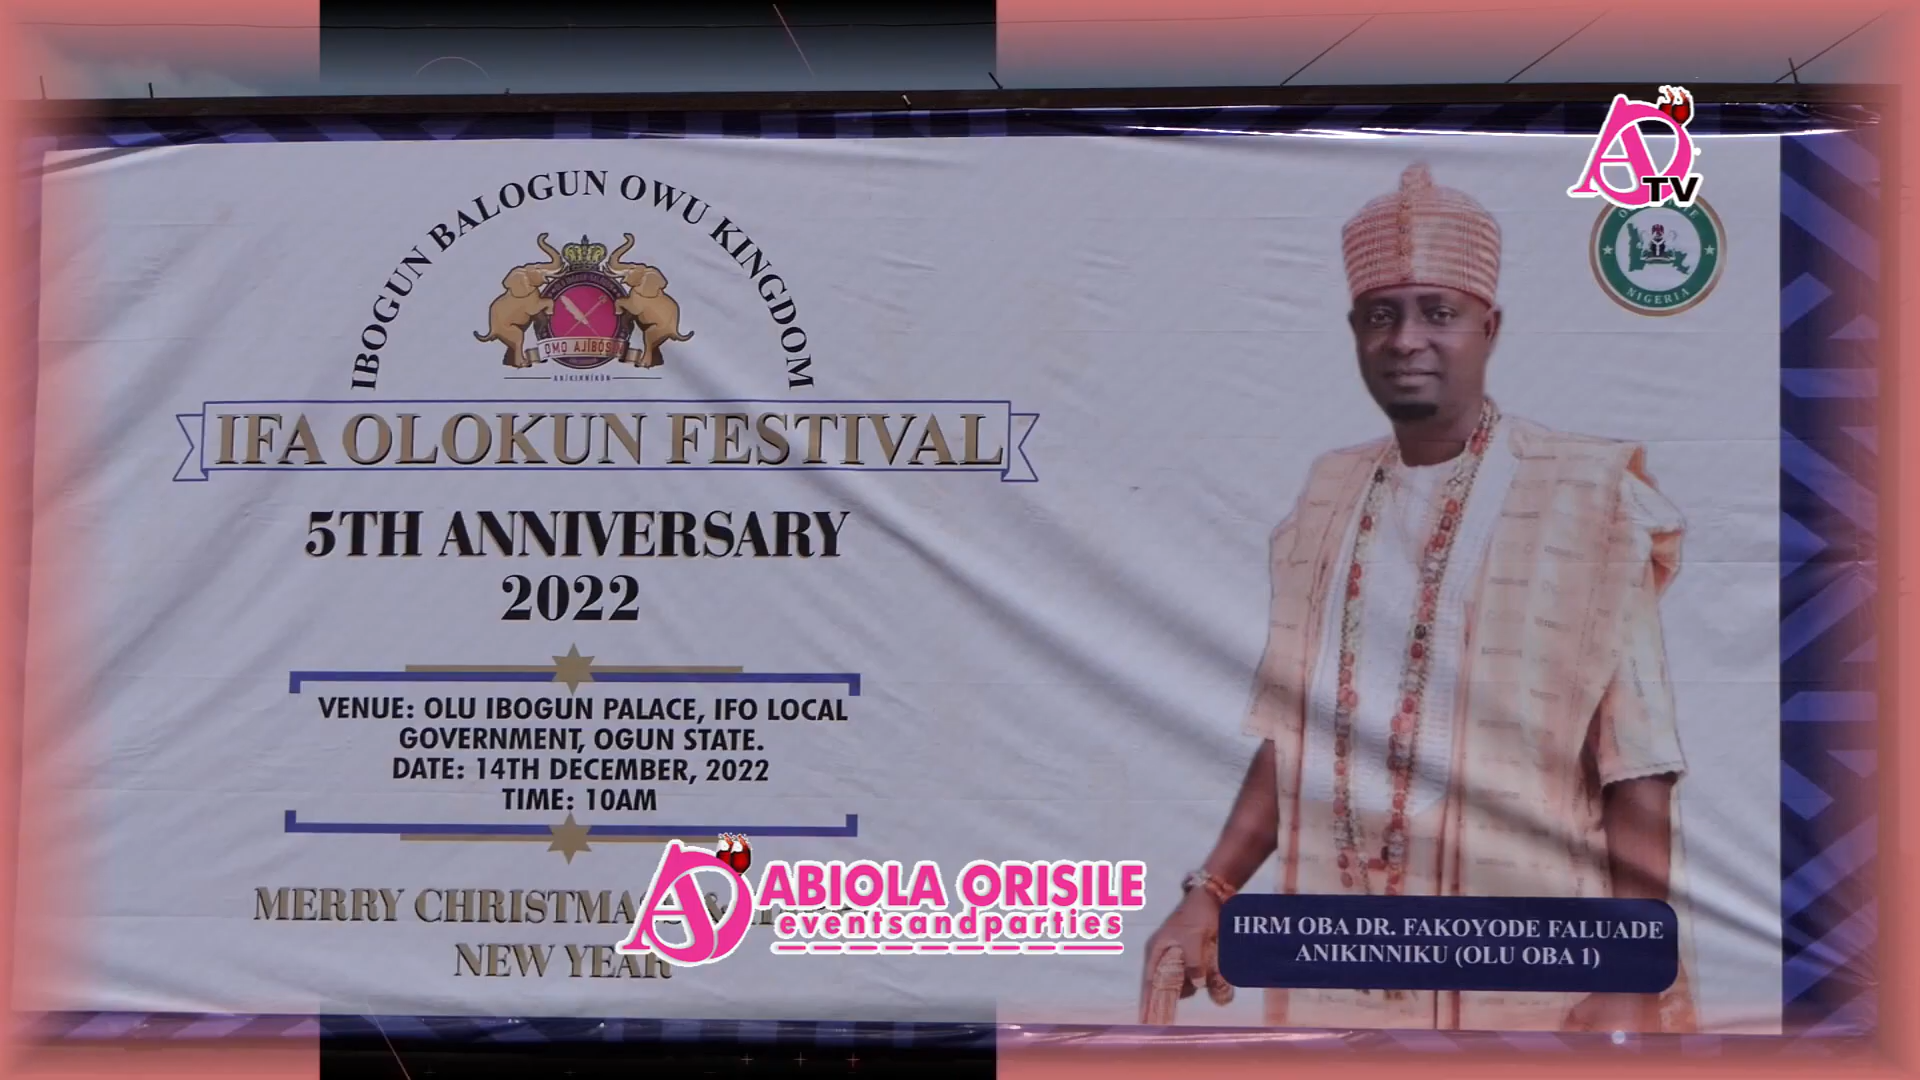 IBOGUN BALOGUN OWU KINGDOM
OMO AJIBOS
ANIKINNIKUN
IFA OLOKUN FESTIVAL
5TH ANNIVERSARY
2022
VENUE: OLU IBOGUN PALACE, IFO LOCAL
GOVERNMENT, OGUN STATE.
DATE: 14TH DECEMBER, 2022
TIME: 10AM
MERRY CHRISTMAS &
NEW YEAR
A TV
NIGERIA
HRM OBA DR. FAKOYODE FALUADE
ANIKINNIKU (OLU OBA 1)
ABIOLA ORISILE
eventsandparties